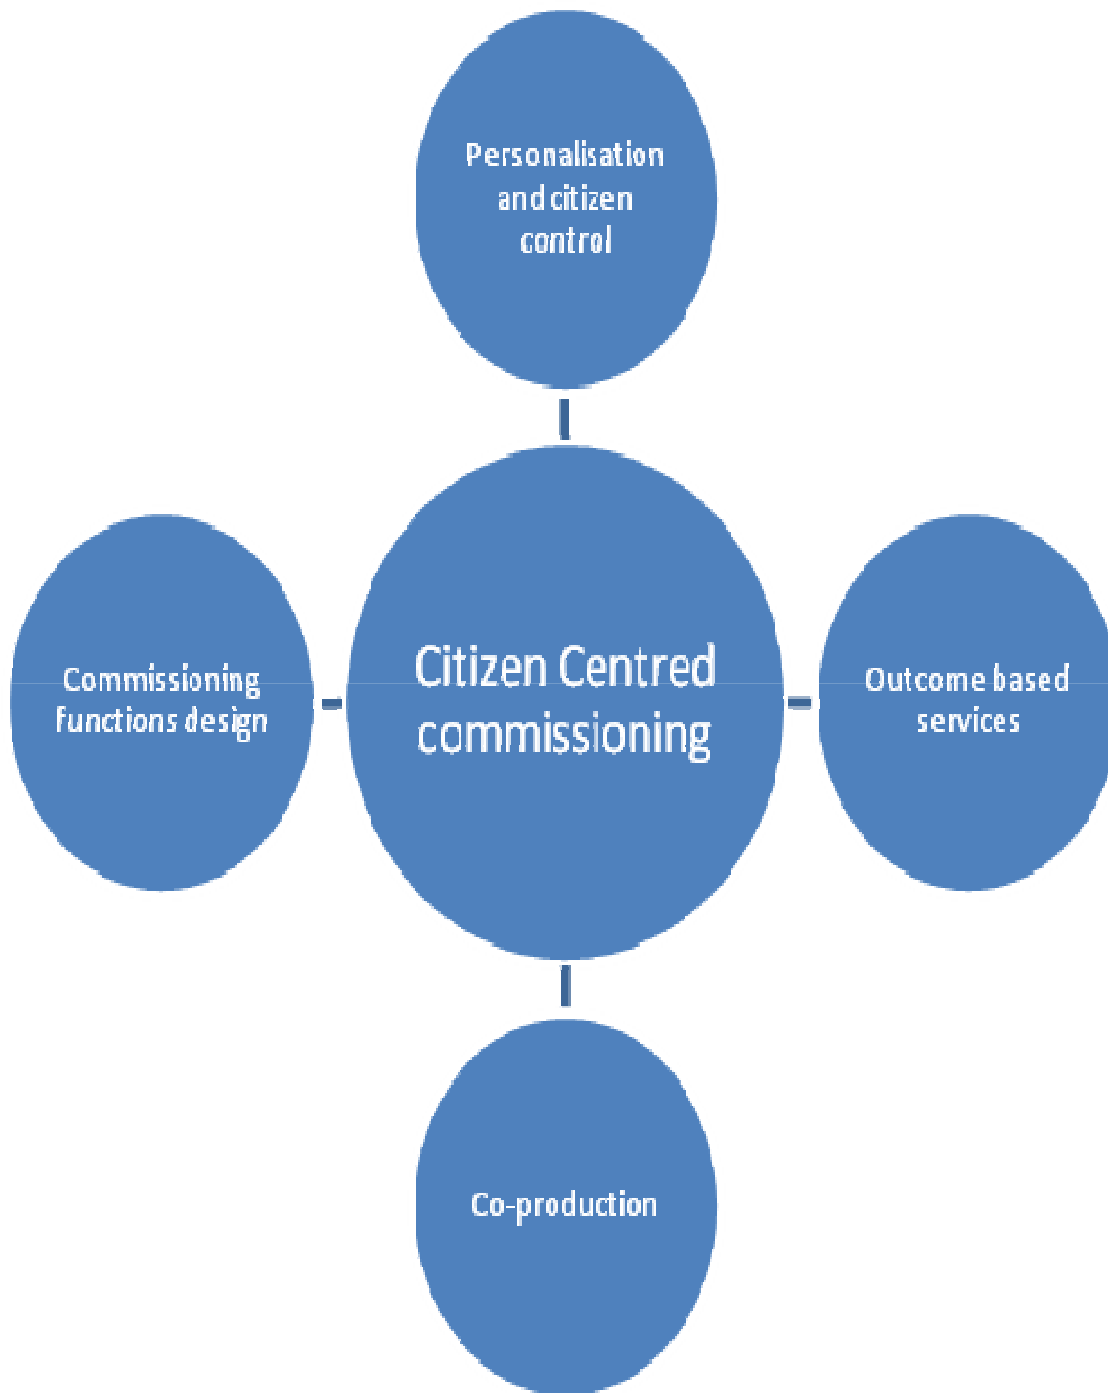 Personalisation
and citizen
control
Commissioning
functions design
Citizen Centred
commissioning
Outcome based
services
Co-production